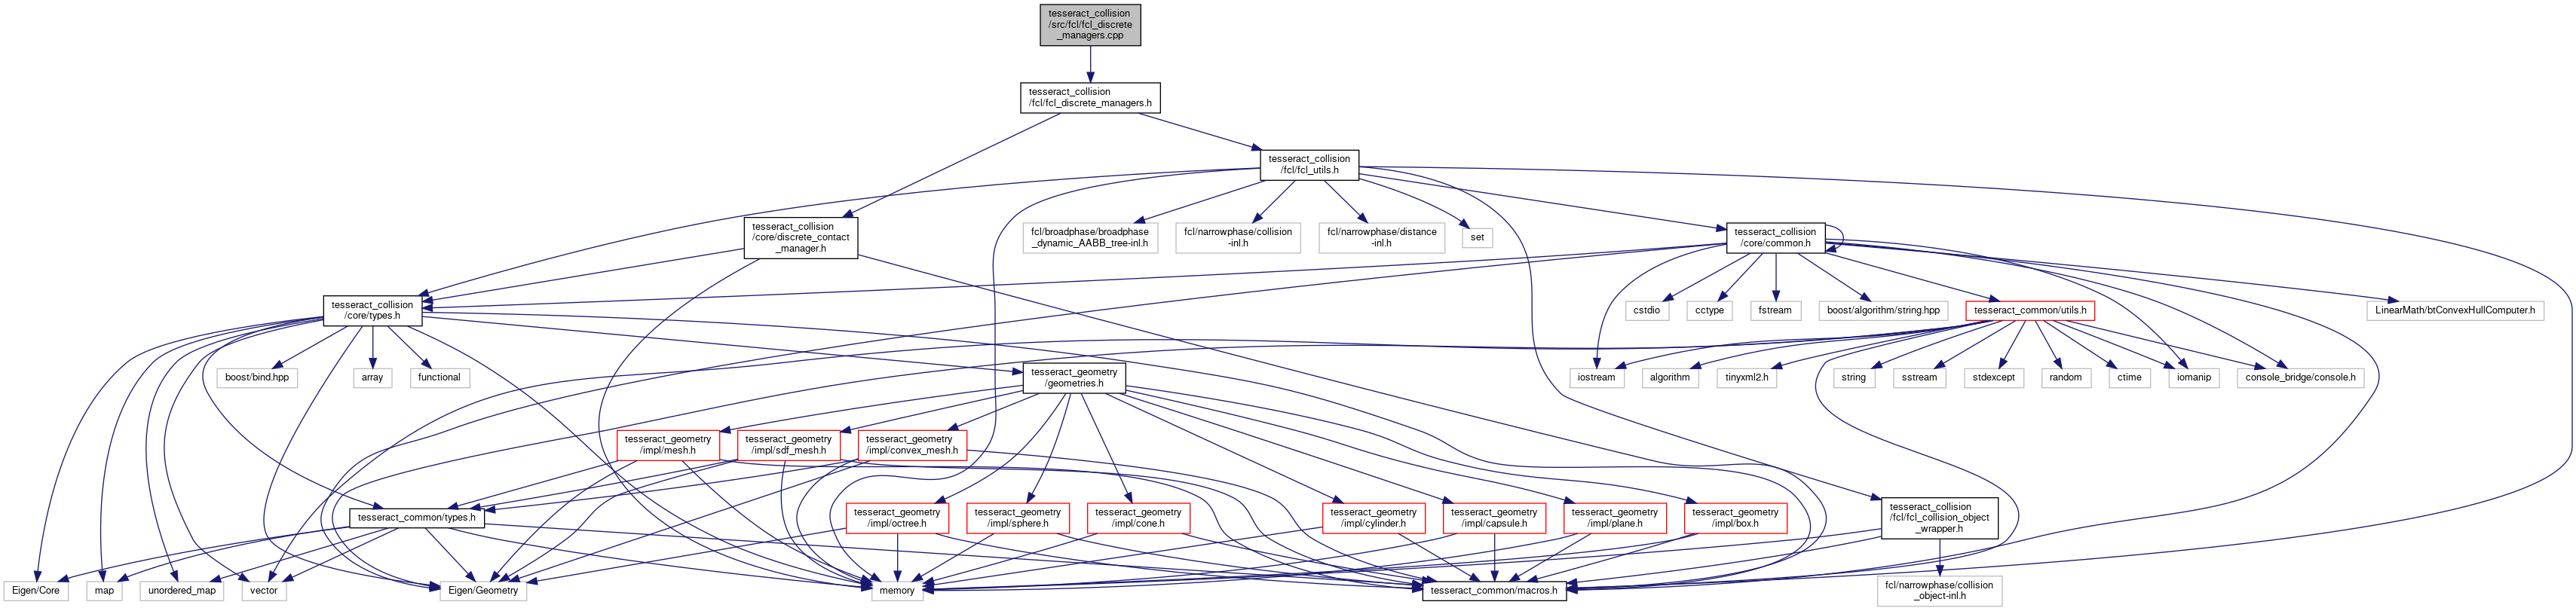 tesseract_collision
/src/fcl/fcl_discrete
_managers.cpp
tesseract_collision
/fcl/fcl_discrete_managers.h
tesseract_collision
/fcl/fcl_utils.h
tesseract_collision
/core/discrete_contact
_manager.h
fcl/broadphase/broadphase
_dynamic_AABB_tree-inl.h
fcl/narrowphase/collision
-inl.h
fcl/narrowphase/distance
-inl.h
set
tesseract_collision
/core/common.h
tesseract_collision
/core/types.h
cstdio
cctype
fstream
boost/algorithm/string.hpp
tesseract_common/utils.h
LinearMath/btConvexHullComputer.h
boost/bind.hpp
array
functional
tesseract_geometry
/geometries.h
iostream
algorithm
tinyxml2.h
string
sstream
stdexcept
random
ctime
iomanip
console_bridge/console.h
tesseract_geometry
/impl/mesh.h
tesseract_geometry
/impl/sdf_mesh.h
tesseract_geometry
/impl/convex_mesh.h
tesseract_common/types.h
tesseract_geometry
/impl/octree.h
tesseract_geometry
/impl/sphere.h
tesseract_geometry
/impl/cone.h
tesseract_geometry
/impl/cylinder.h
tesseract_geometry
/impl/capsule.h
tesseract_geometry
/impl/plane.h
tesseract_geometry
/impl/box.h
tesseract_collision
/fcl/fcl_collision_object
_wrapper.h
Eigen/Core
map
unordered_map
vector
Eigen/Geometry
memory
tesseract_common/macros.h
fcl/narrowphase/collision
_object-inl.h